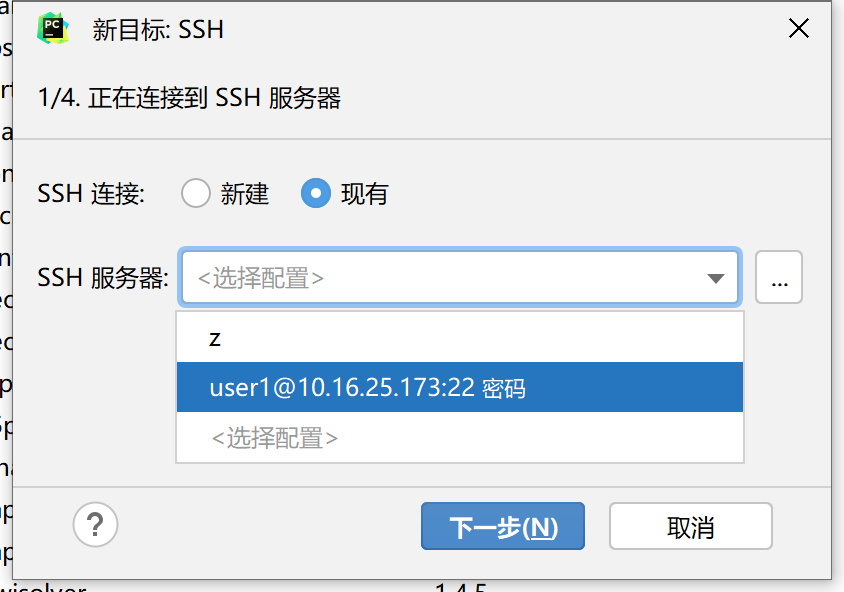 新目标: SSH
1/4. 正在连接到 SSH 服务器
SSH 连接: 新建 现有
SSH 服务器: <选择配置> ...
z
user1@10.16.25.173:22 密码
<选择配置>
? 下一步(N) 取消